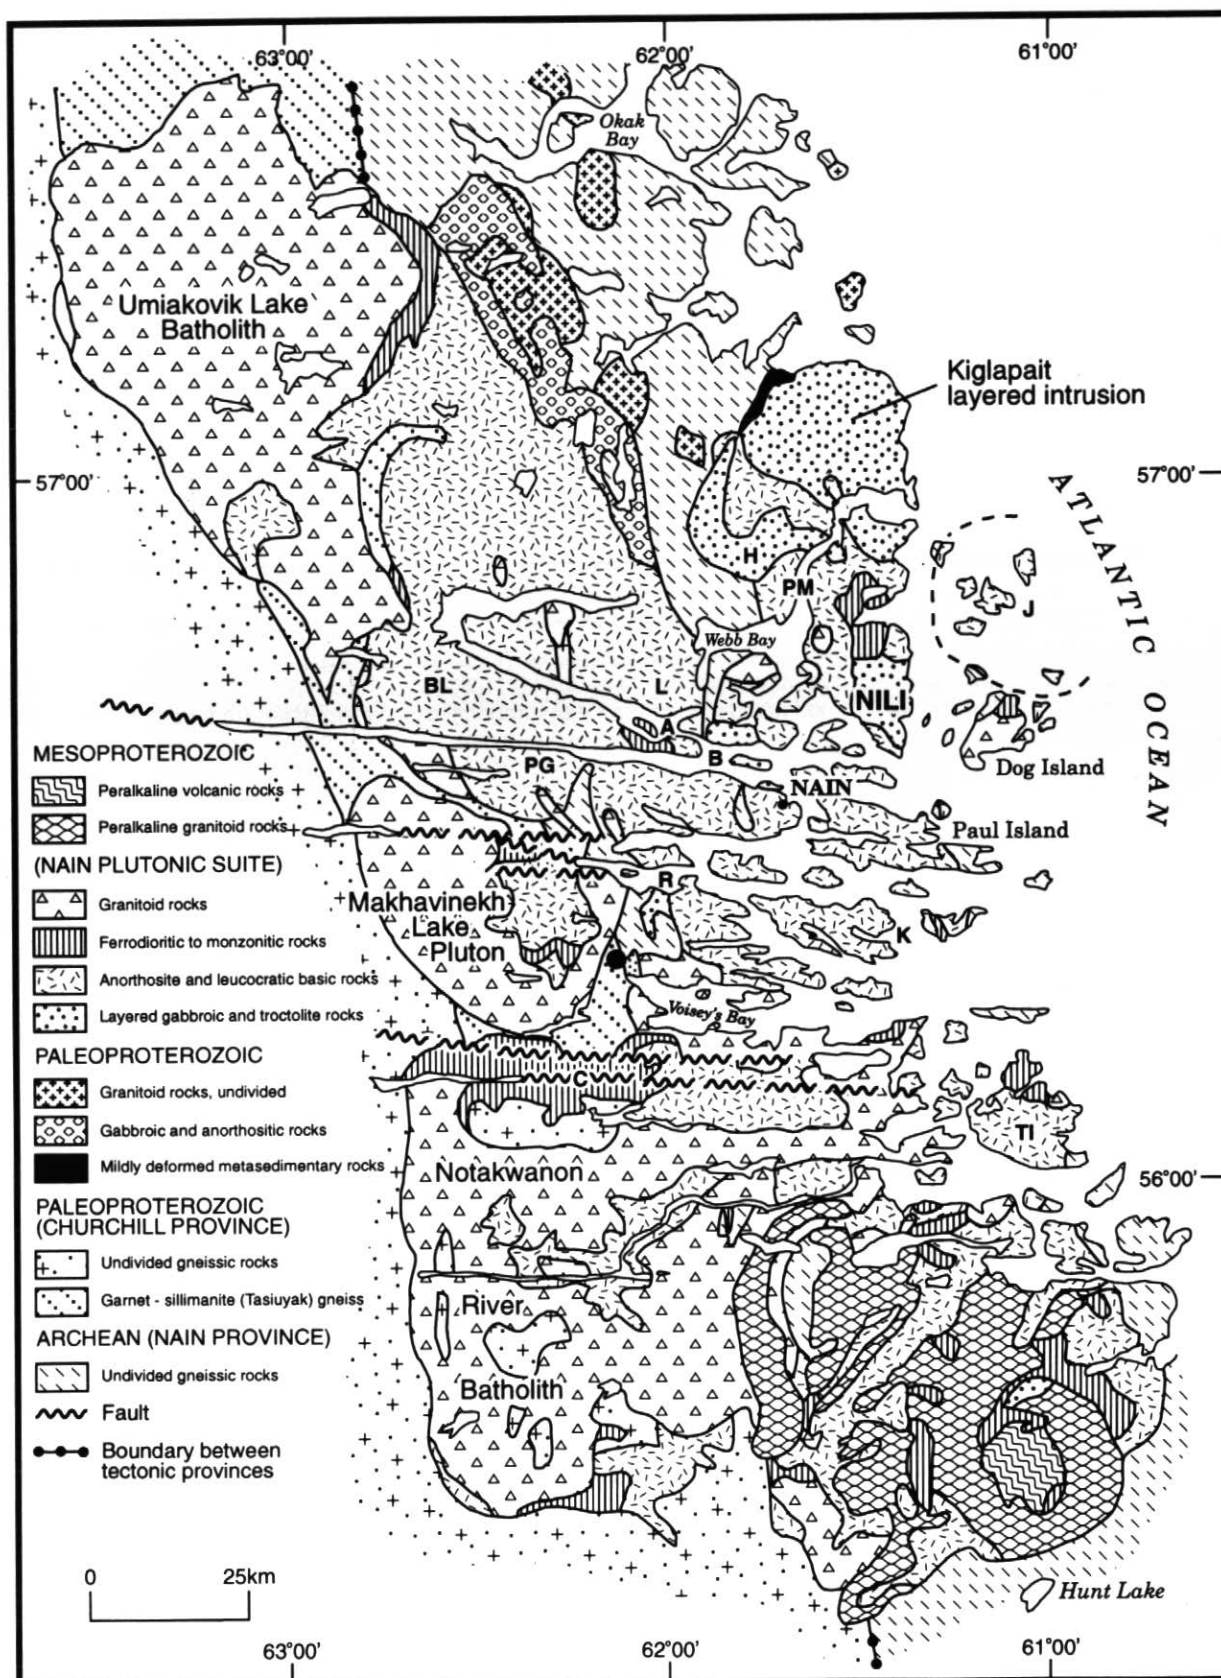 63°00'
62°00'
61°00'
Okak
Bay
Umiakovik Lake
Batholith
Kiglapait
layered intrusion
57°00'
57°00'
ATLANTIC
OCEAN
H
PM
J
Webb Bay
BL
L
NILI
A
B
PG
NAIN
Dog Island
Paul Island
R
K
Makhavinekh
Lake
Pluton
Voisey's Bay
C
TI
Notakwanon
56°00'
River
Batholith
Hunt Lake
MESOPROTEROZOIC
Peralkaline volcanic rocks
Peralkaline granitoid rocks
(NAIN PLUTONIC SUITE)
Granitoid rocks
Ferrodioritic to monzonitic rocks
Anorthosite and leucocratic basic rocks
Layered gabbroic and troctolite rocks
PALEOPROTEROZOIC
Granitoid rocks, undivided
Gabbroic and anorthositic rocks
Mildly deformed metasedimentary rocks
PALEOPROTEROZOIC
(CHURCHILL PROVINCE)
Undivided gneissic rocks
Garnet - sillimanite (Tasiuyak) gneiss
ARCHEAN (NAIN PROVINCE)
Undivided gneissic rocks
Fault
Boundary between
tectonic provinces
0 25km
63°00'
62°00'
61°00'